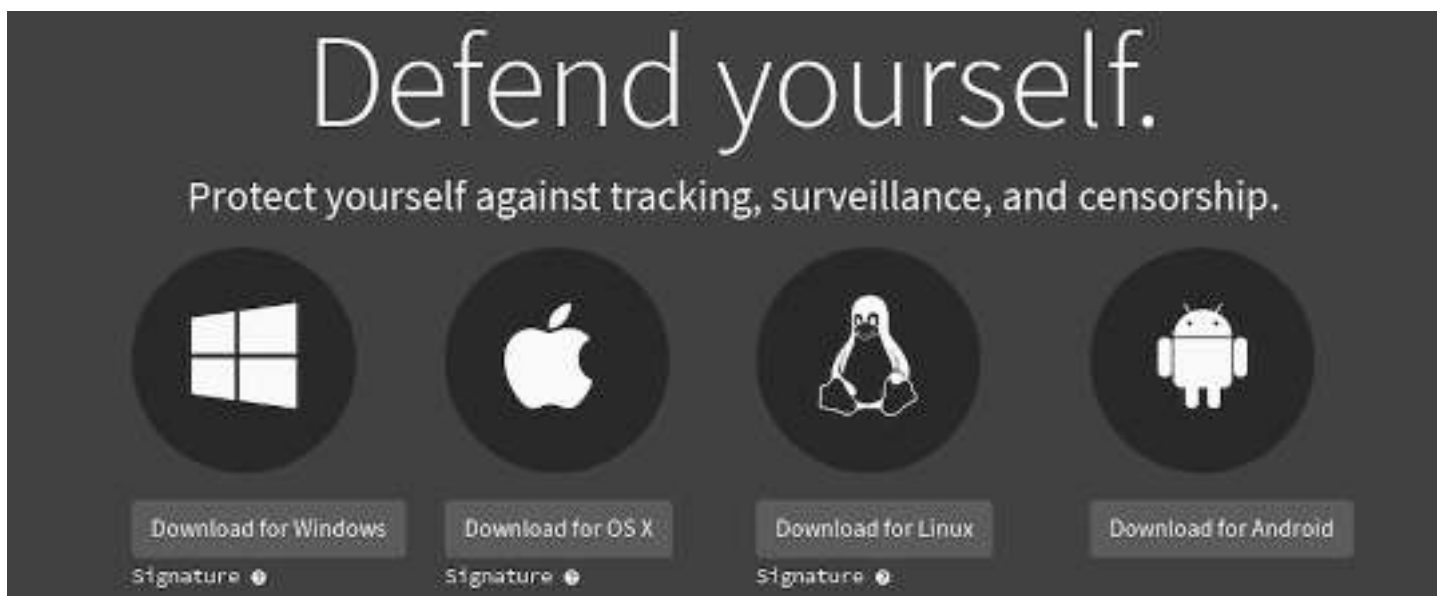 Defend yourself.
Protect yourself against tracking, surveillance, and censorship.
Download for Windows
Download for OS X
Download for Linux
Download for Android
Signature
Signature
Signature